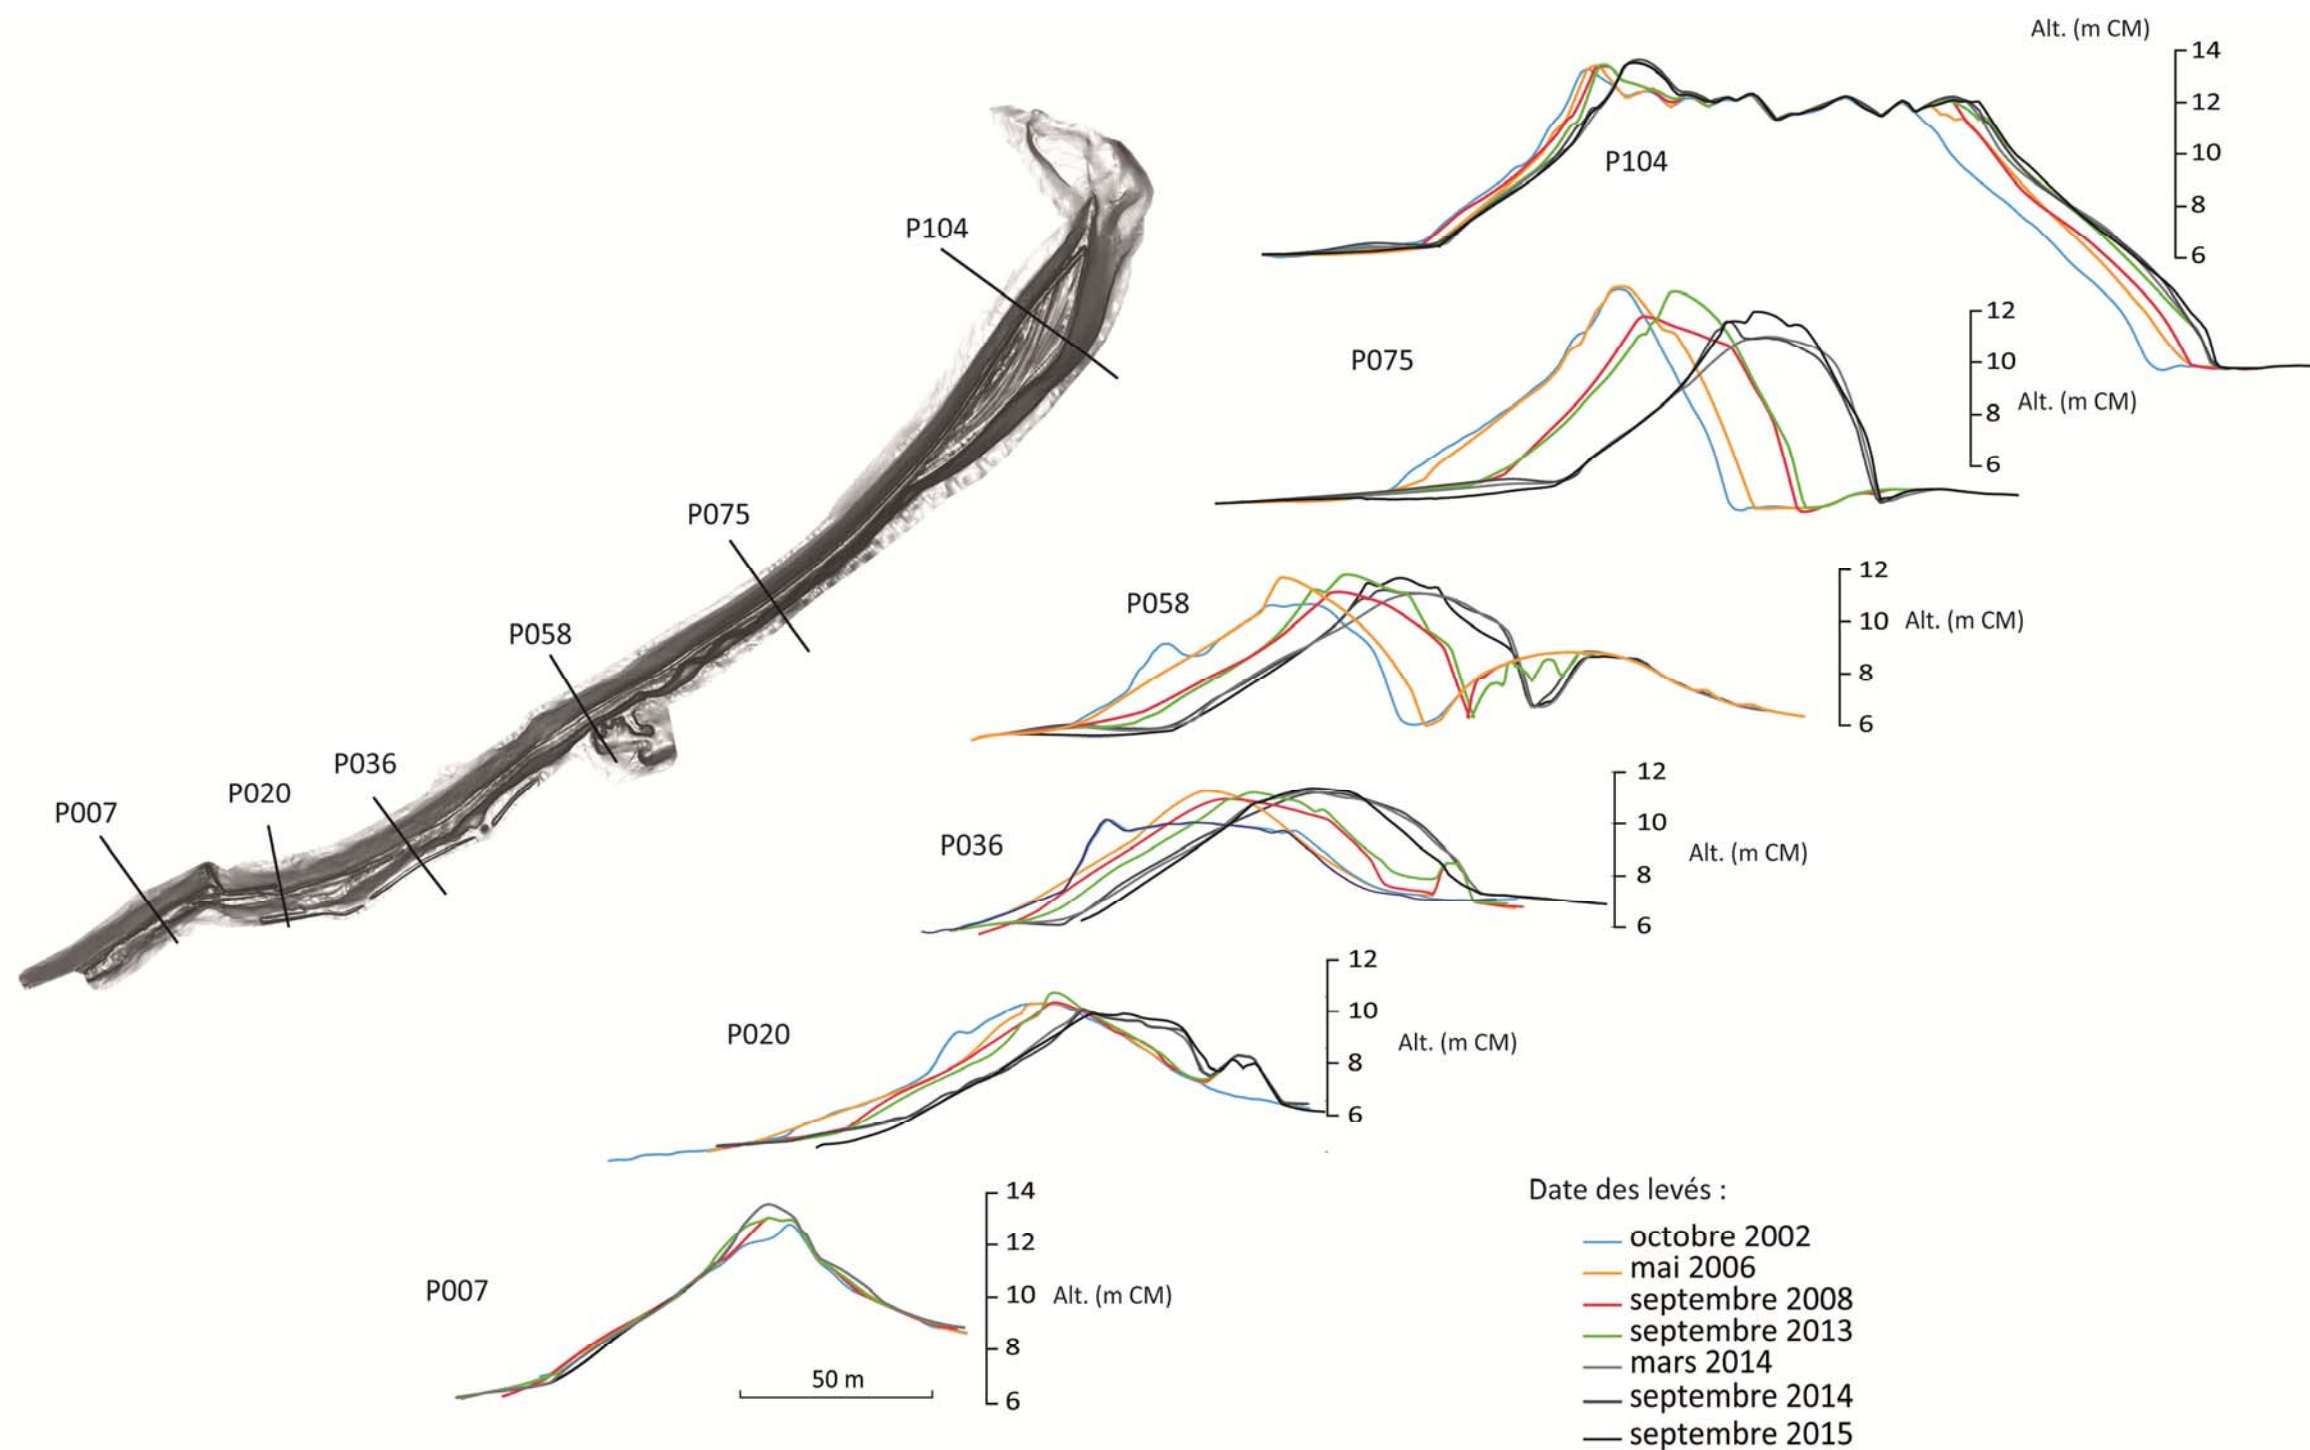 Alt. (m CM)
14
12
10
8
6
P104
P104
12
10
8
6
Alt. (m CM)
P075
P075
12
10
8
6
Alt. (m CM)
P058
P058
12
10
8
6
Alt. (m CM)
P036
P036
P020
P007
12
10
8
6
Alt. (m CM)
P020
14
12
10
8
6
Alt. (m CM)
P007
50 m
Date des levés :
octobre 2002
mai 2006
septembre 2008
septembre 2013
mars 2014
septembre 2014
septembre 2015